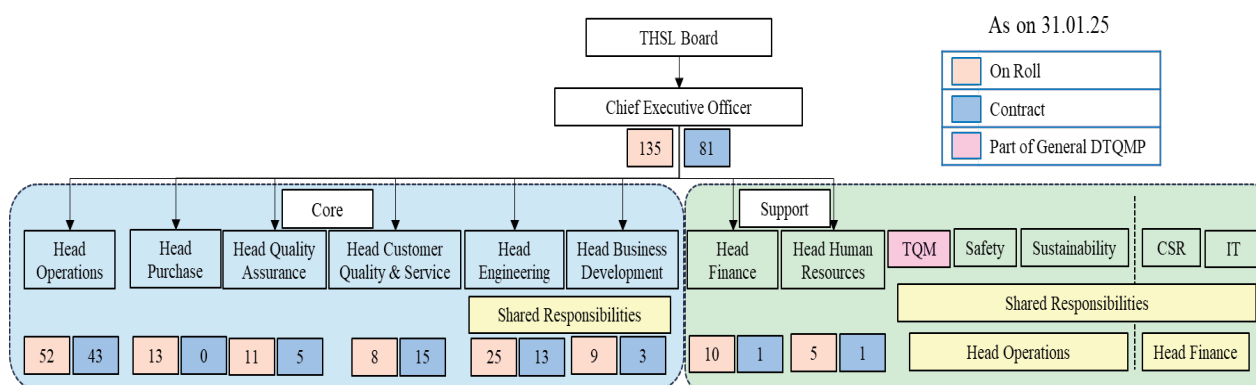 As on 31.01.25
THSL Board
On Roll
Chief Executive Officer
Contract
135
81
Part of General DTQMP
Core
Support
Head
Operations
Head
Purchase
Head Quality
Assurance
Head Customer
Quality & Service
Head
Engineering
Head Business
Development
Head
Finance
Head Human
Resources
TQM
Safety
Sustainability
CSR
IT
Shared Responsibilities
Shared Responsibilities
52
43
13
0
11
5
8
15
25
13
9
3
10
1
5
1
Head Operations
Head Finance